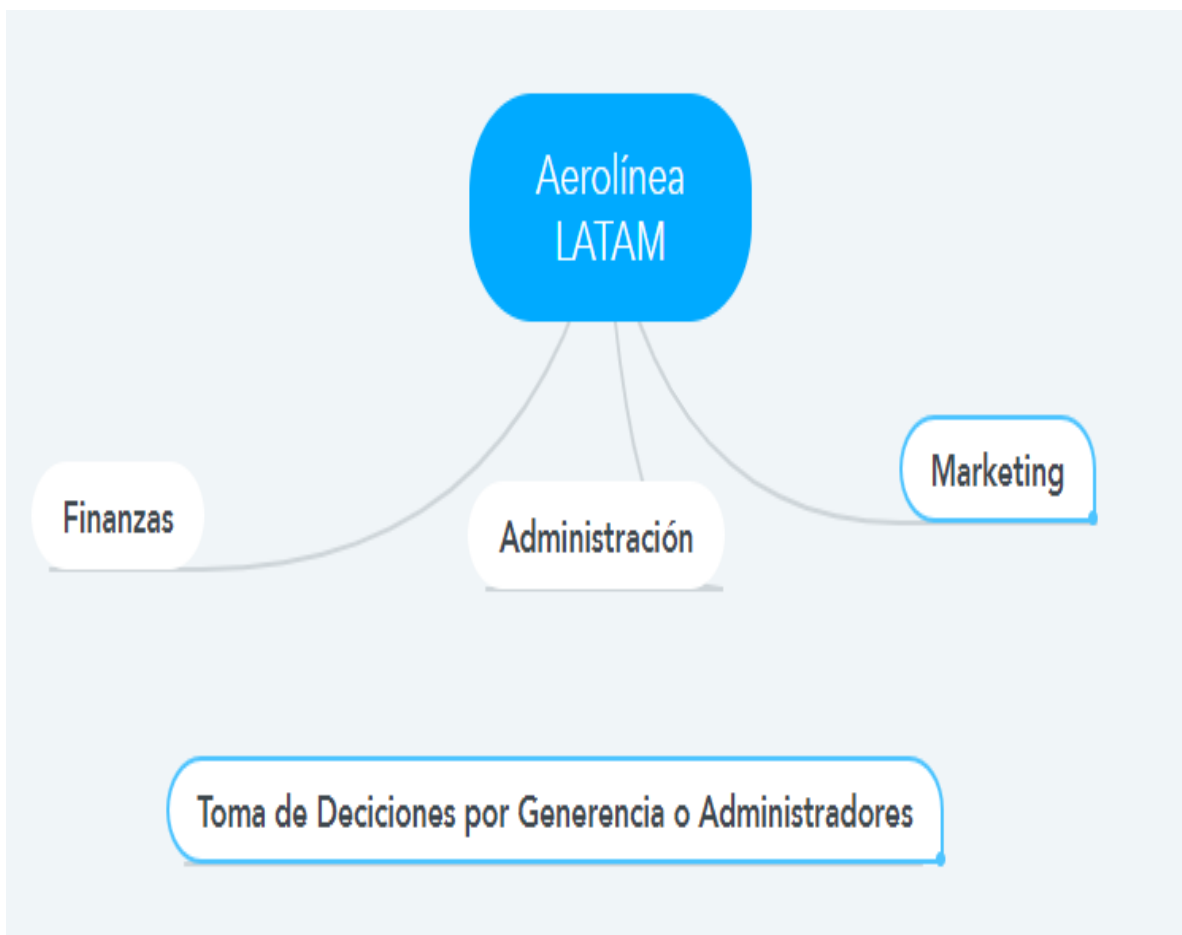 Aerolínea
LATAM
Finanzas
Administración
Marketing
Toma de Deciciones por Generencia o Administradores